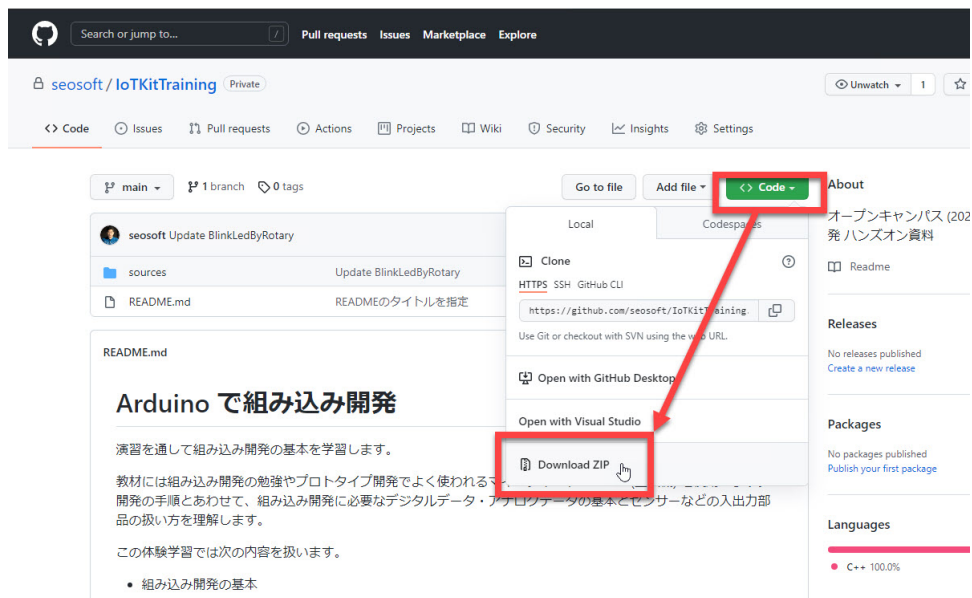 Search or jump to... /
Pull requests Issues Marketplace Explore
seosoft / IoTKitTraining Private
Unwatch 1
<> Code Issues Pull requests Actions Projects Wiki Security Insights Settings
main 1 branch 0 tags
Go to file Add file <> Code
seosoft Update BlinkLedByRotary
sources Update BlinkLedByRotary
README.md READMEのタイトルを指定
Local Codespaces
Clone
HTTPS SSH GitHub CLI
https://github.com/seosoft/IoTKitTraining.
Use Git or checkout with SVN using the web URL.
Open with GitHub Desktop
Open with Visual Studio
Download ZIP
README.md
Arduino で組み込み開発
演習を通して組み込み開発の基本を学習します。
教材には組み込み開発の勉強やプロトタイプ開発でよく使われるマ
開発の手順とあわせて、組み込み開発に必要なデジタルデータ・アナログデータの基本とセンサーなどの入出力部
品の扱い方を理解します。
この体験学習では次の内容を扱います。
• 組み込み開発の基本
About
オープンキャンパス (202
発 ハンズオン資料
Readme
Releases
No releases published
Create a new release
Packages
No packages published
Publish your first package
Languages
C++ 100.0%